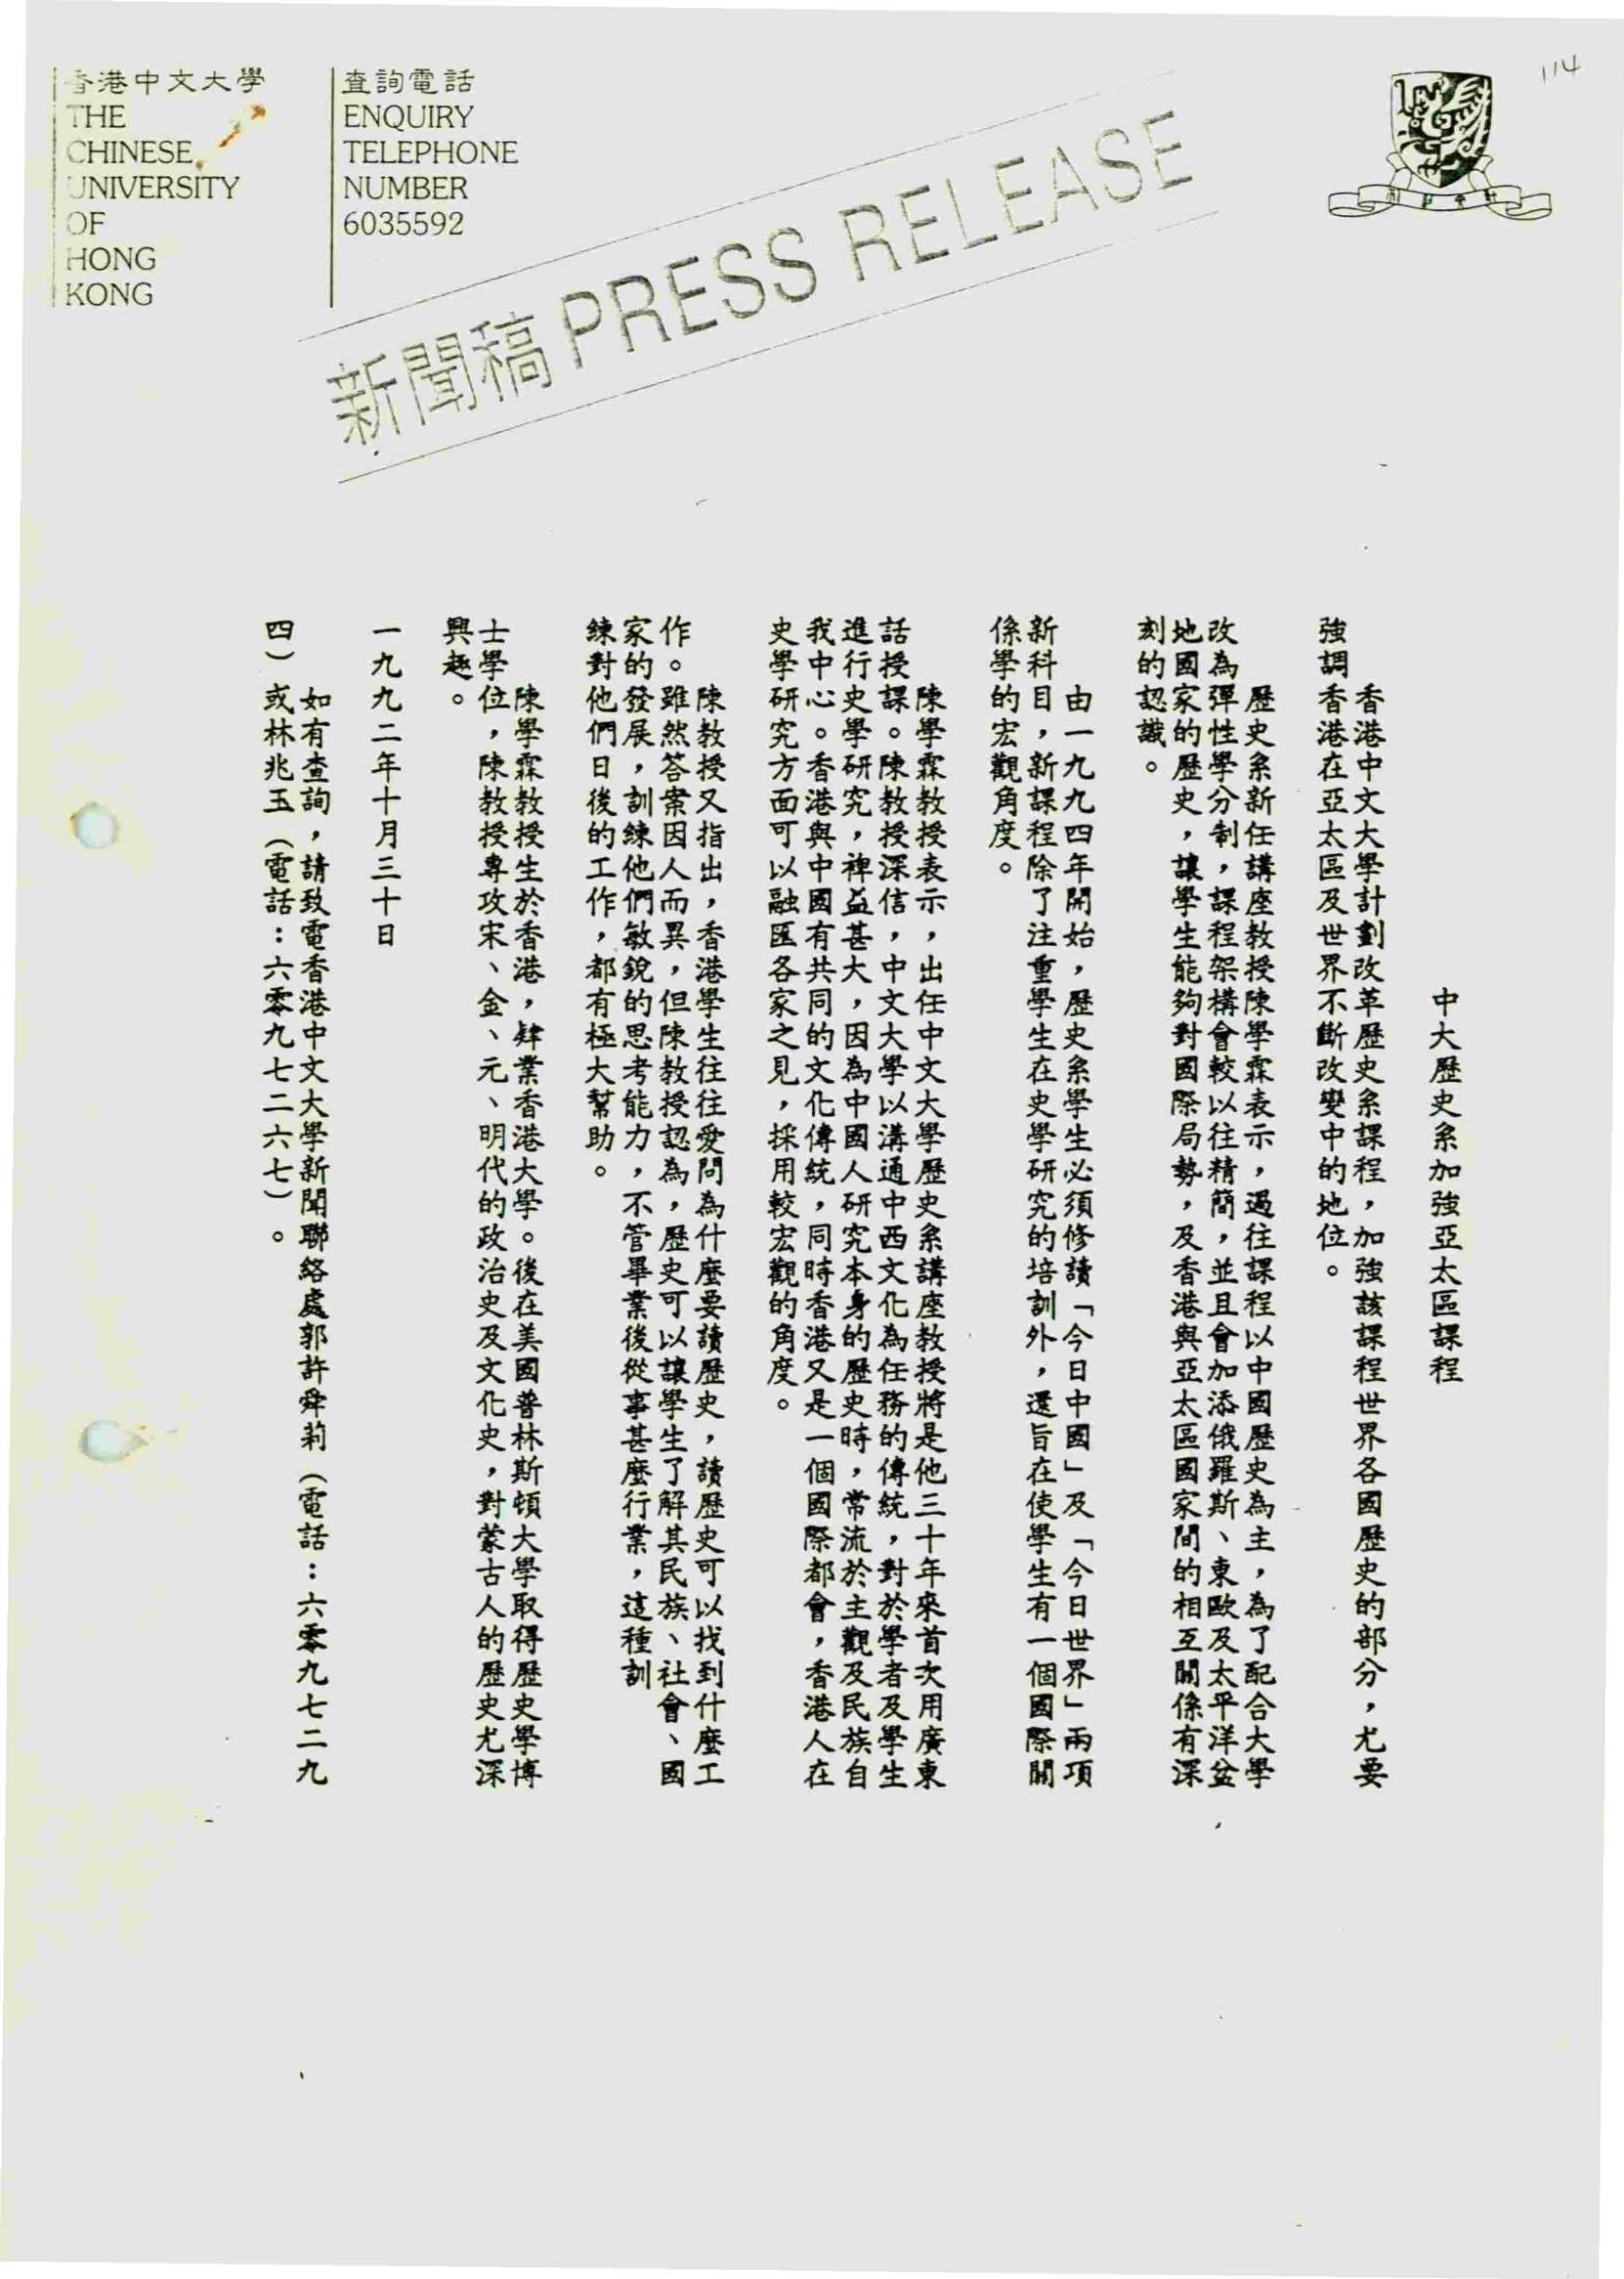 香港中文大學
THE
CHINESE
UNIVERSITY
OF
HONG
KONG
查詢電話
ENQUIRY
TELEPHONE
NUMBER
6035592
114
新聞稿 PRESS RELEASE
中大歷史系加強亞太區課程
香港中文大學計劃改革歷史系課程，加強該課程世界各國歷史的部分，尤要
強調香港在亞太區及世界不斷改變中的地位。
歷史系新任講座教授陳學霖表示，過往課程以中國歷史為主，為了配合大學
改為彈性學分制，課程架構會較以往精簡，並且會加添俄羅斯、東歐及太平洋盆
地國家的歷史，讓學生能夠對國際局勢，及香港與亞太區國家間的相互關係有深
刻的認識。
由一九九四年開始，歷史系學生必須修讀「今日中國」及「今日世界」兩項
新科目，新課程除了注重學生在史學研究的培訓外，還旨在使學生有一個國際關
係學的宏觀角度。
陳學霖教授表示，出任中文大學歷史系講座教授將是他三十年來首次用廣東
話授課。陳教授深信，中文大學以溝通中西文化為任務的傳統，對於學者及學生
進行史學研究，裨益甚大，因為中國人研究本身的歷史時，常流於主觀及民族自
我中心。香港與中國有共同的文化傳統，同時香港又是一個國際都會，香港人在
史學研究方面可以融匯各家之見，採用較宏觀的角度。
陳教授又指出，香港學生往往愛問為什麼要讀歷史，讀歷史可以找到什麼工
作。雖然答案因人而異，但陳教授認為，歷史可以讓學生了解其民族、社會、國
家的發展，訓練他們敏銳的思考能力，不管畢業後從事甚麼行業，這種訓
練對他們日後的工作，都有極大幫助。
陳學霖教授生於香港，肄業香港大學。後在美國普林斯頓大學取得歷史學博
士學位，陳教授專攻宋、金、元、明代的政治史及文化史，對蒙古人的歷史尤深
興趣。
一九九二年十月三十日
如有查詢，請致電香港中文大學新聞聯絡處郭許舜莉（電話：六零九七二九
四）或林兆玉（電話：六零九七二六七）。